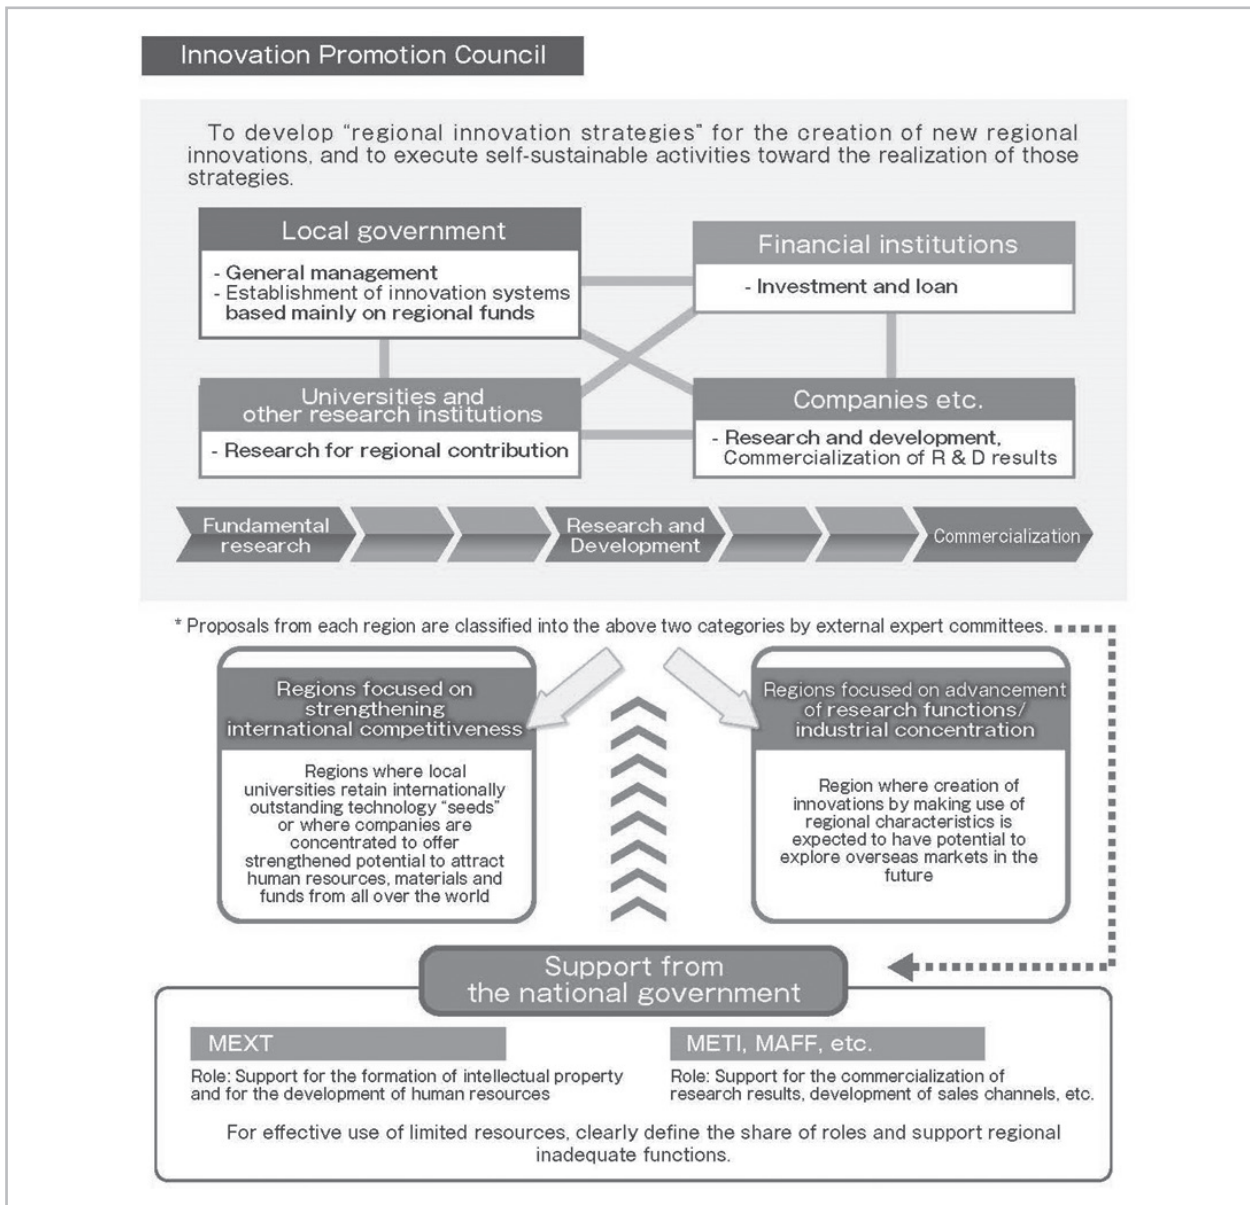 Innovation Promotion Council
To develop “regional innovation strategies” for the creation of new regional
innovations, and to execute self-sustainable activities toward the realization of those
strategies.
Local government
- General management
- Establishment of innovation systems
based mainly on regional funds
Financial institutions
- Investment and loan
Universities and
other research institutions
- Research for regional contribution
Companies etc.
- Research and development,
Commercialization of R & D results
Fundamental
research
Research and
Development
Commercialization
* Proposals from each region are classified into the above two categories by external expert committees.
Regions focused on
strengthening
international competitiveness
Regions where local
universities retain internationally
outstanding technology “seeds”
or where companies are
concentrated to offer
strengthened potential to attract
human resources, materials and
funds from all over the world
Regions focused on advancement
of research functions/
industrial concentration
Region where creation of
innovations by making use of
regional characteristics is
expected to have potential to
explore overseas markets in the
future
Support from
the national government
MEXT
Role: Support for the formation of intellectual property
and for the development of human resources
METI, MAFF, etc.
Role: Support for the commercialization of
research results, development of sales channels, etc.
For effective use of limited resources, clearly define the share of roles and support regional
inadequate functions.